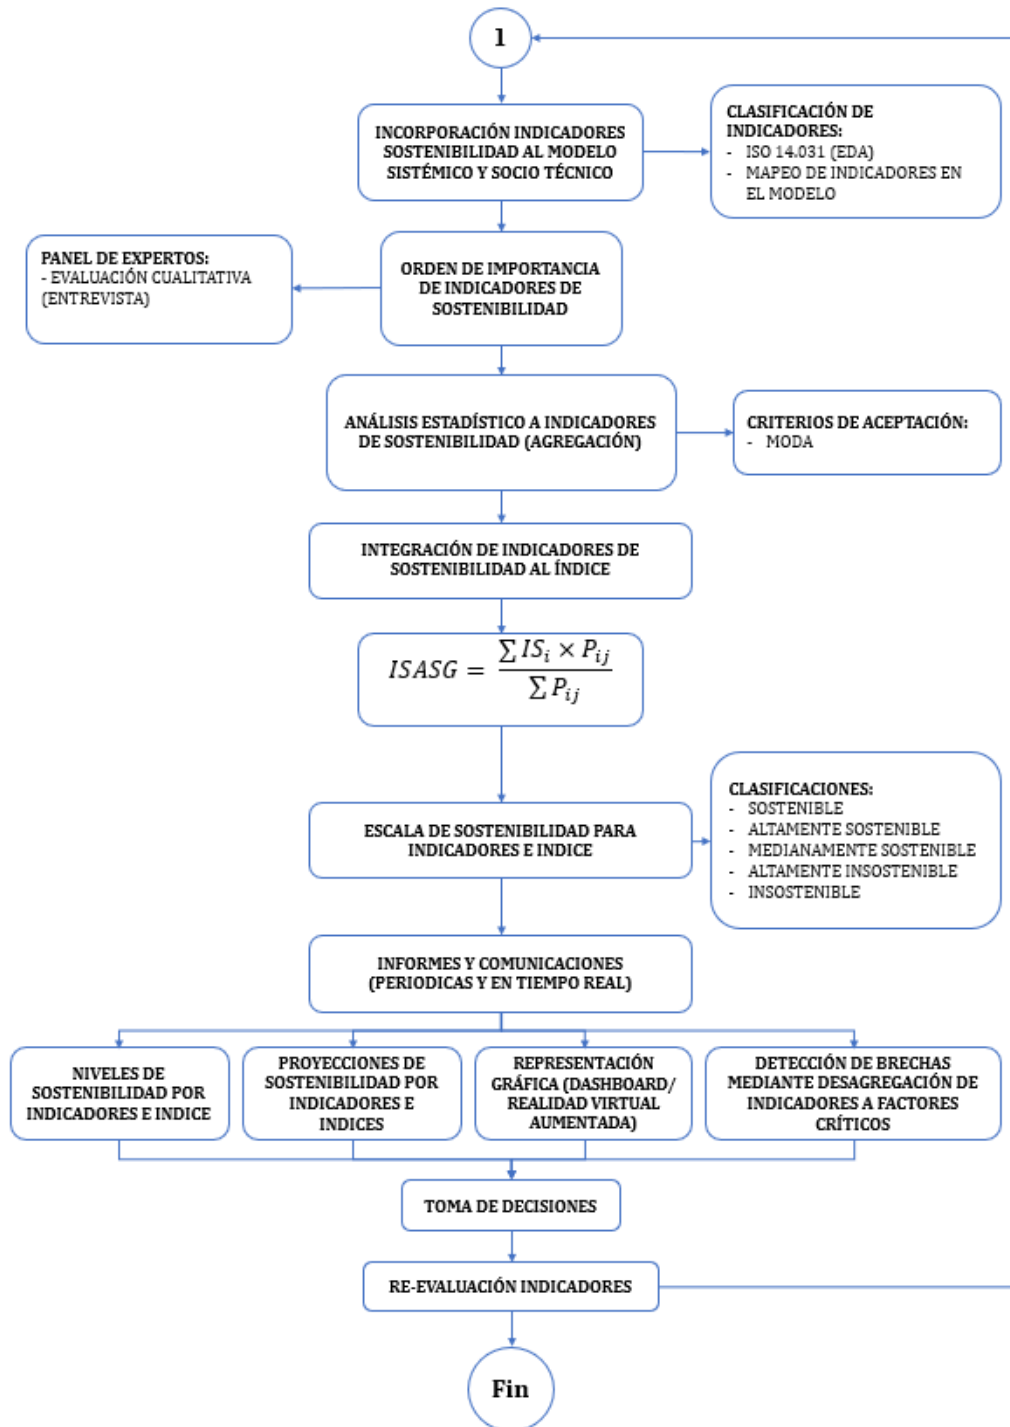 1
INCORPORACIÓN INDICADORES
SOSTENIBILIDAD AL MODELO
SISTÉMICO Y SOCIO TÉCNICO
CLASIFICACIÓN DE
INDICADORES:
- ISO 14.031 (EDA)
- MAPEO DE INDICADORES EN
EL MODELO
PANEL DE EXPERTOS:
- EVALUACIÓN CUALITATIVA
(ENTREVISTA)
ORDEN DE IMPORTANCIA
DE INDICADORES DE
SOSTENIBILIDAD
ANÁLISIS ESTADÍSTICO A INDICADORES
DE SOSTENIBILIDAD (AGREGACIÓN)
CRITERIOS DE ACEPTACIÓN:
- MODA
INTEGRACIÓN DE INDICADORES DE
SOSTENIBILIDAD AL ÍNDICE
ISASG = ∑ IS_i × P_ij / ∑ P_ij
ESCALA DE SOSTENIBILIDAD PARA
INDICADORES E INDICE
CLASIFICACIONES:
- SOSTENIBLE
- ALTAMENTE SOSTENIBLE
- MEDIANAMENTE SOSTENIBLE
- ALTAMENTE INSOSTENIBLE
- INSOSTENIBLE
INFORMES Y COMUNICACIONES
(PERIODICAS Y EN TIEMPO REAL)
NIVELES DE
SOSTENIBILIDAD POR
INDICADORES E INDICE
PROYECCIONES DE
SOSTENIBILIDAD POR
INDICADORES E
INDICES
REPRESENTACIÓN
GRÁFICA (DASHBOARD/
REALIDAD VIRTUAL
AUMENTADA)
DETECCIÓN DE BRECHAS
MEDIANTE DESAGREGACIÓN DE
INDICADORES A FACTORES
CRÍTICOS
TOMA DE DECISIONES
RE-EVALUACIÓN INDICADORES
Fin